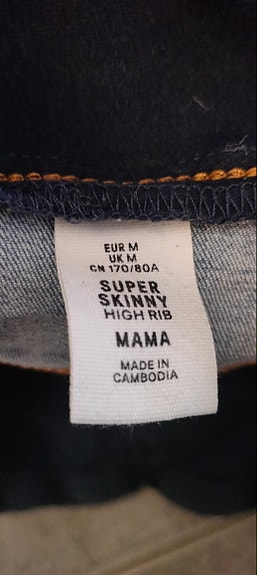 EUR M
UK M
CN 170/80A
SUPER
SKINNY
HIGH RIB
MAMA
MADE IN
CAMBODIA